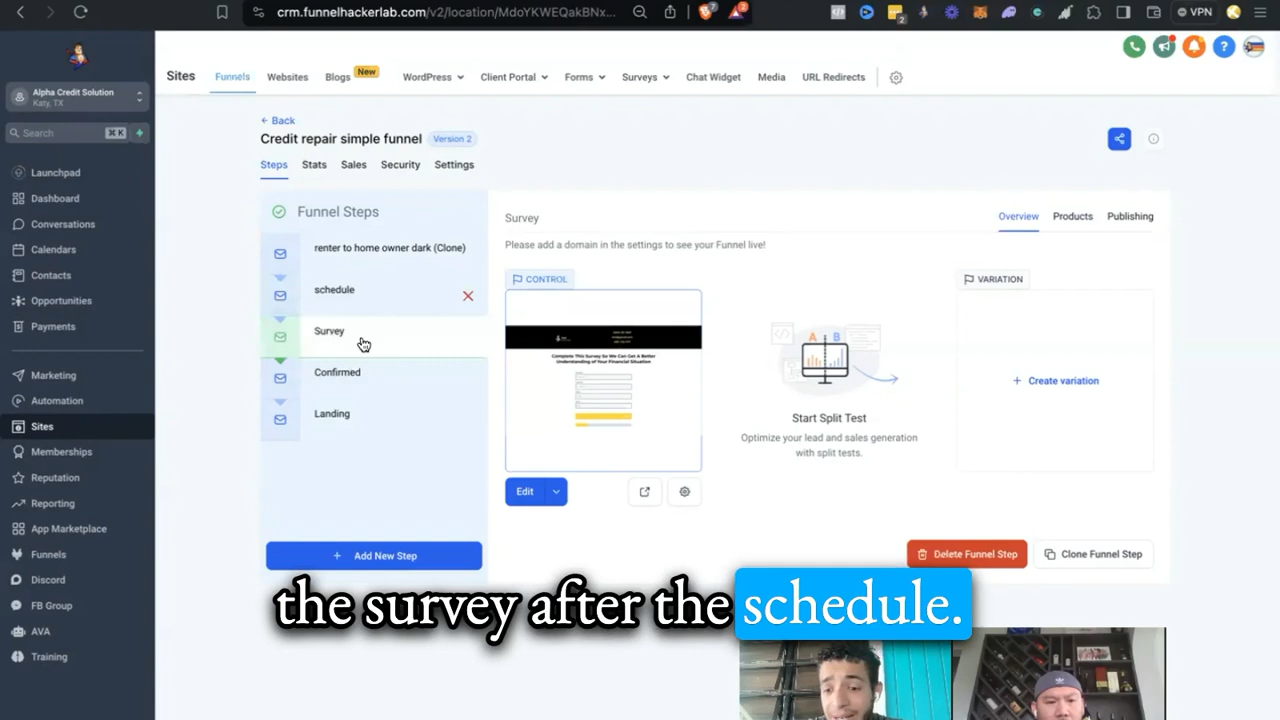 crm.funnelhackerlab.com/v2/location/MdoYKWEQakBNx...
7
2
2
VPN
Alpha Credit Solution
Katy, TX
Search
⌘ K
Launchpad
Dashboard
Conversations
Calendars
Contacts
Opportunities
Payments
Marketing
Automation
Sites
Memberships
Reputation
Reporting
App Marketplace
Funnels
Discord
FB Group
AVA
Training
Sites
Funnels
Websites
Blogs
New
WordPress
Client Portal
Forms
Surveys
Chat Widget
Media
URL Redirects
Back
Credit repair simple funnel
Version 2
Steps
Stats
Sales
Security
Settings
Funnel Steps
renter to home owner dark (Clone)
schedule
Survey
Confirmed
Landing
+ Add New Step
Survey
Overview
Products
Publishing
Please add a domain in the settings to see your Funnel live!
CONTROL
Complete This Survey So We Can Get A Better
Understanding of Your Financial Situation
Edit
A
B
Start Split Test
Optimize your lead and sales generation
with split tests.
VARIATION
+ Create variation
Delete Funnel Step
Clone Funnel Step
the survey after the schedule.